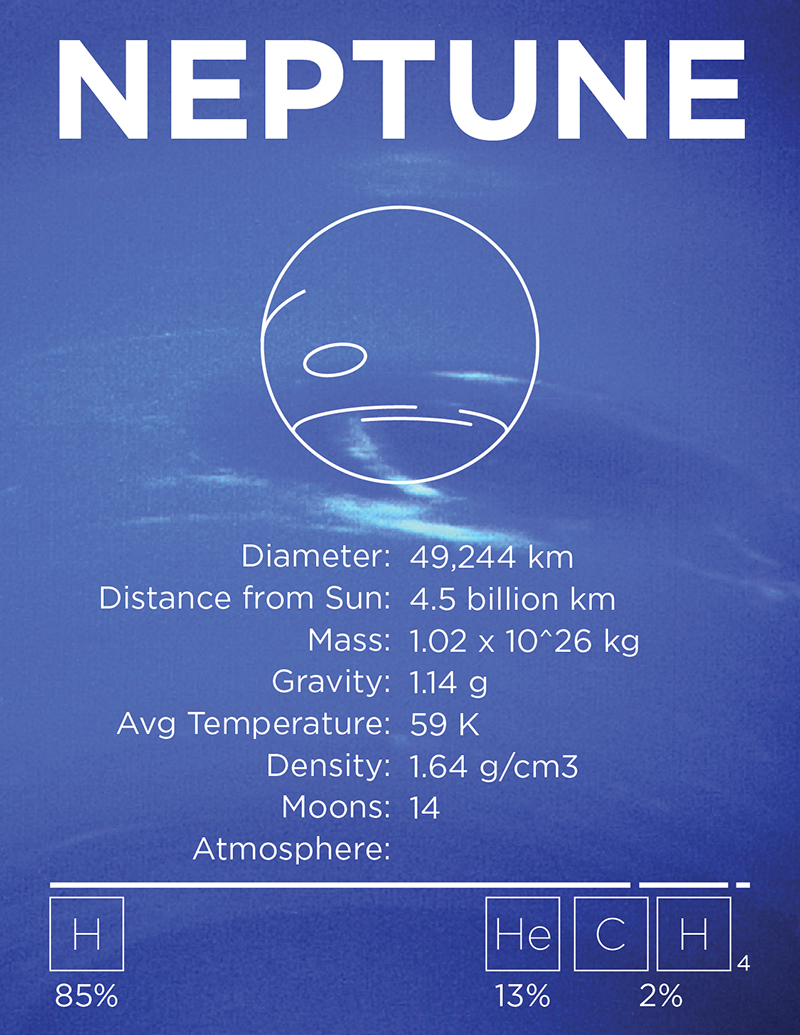 NEPTUNE
Diameter: 49,244 km
Distance from Sun: 4.5 billion km
Mass: 1.02 x 10^26 kg
Gravity: 1.14 g
Avg Temperature: 59 K
Density: 1.64 g/cm3
Moons: 14
Atmosphere:
H He C H 4
85% 13% 2%